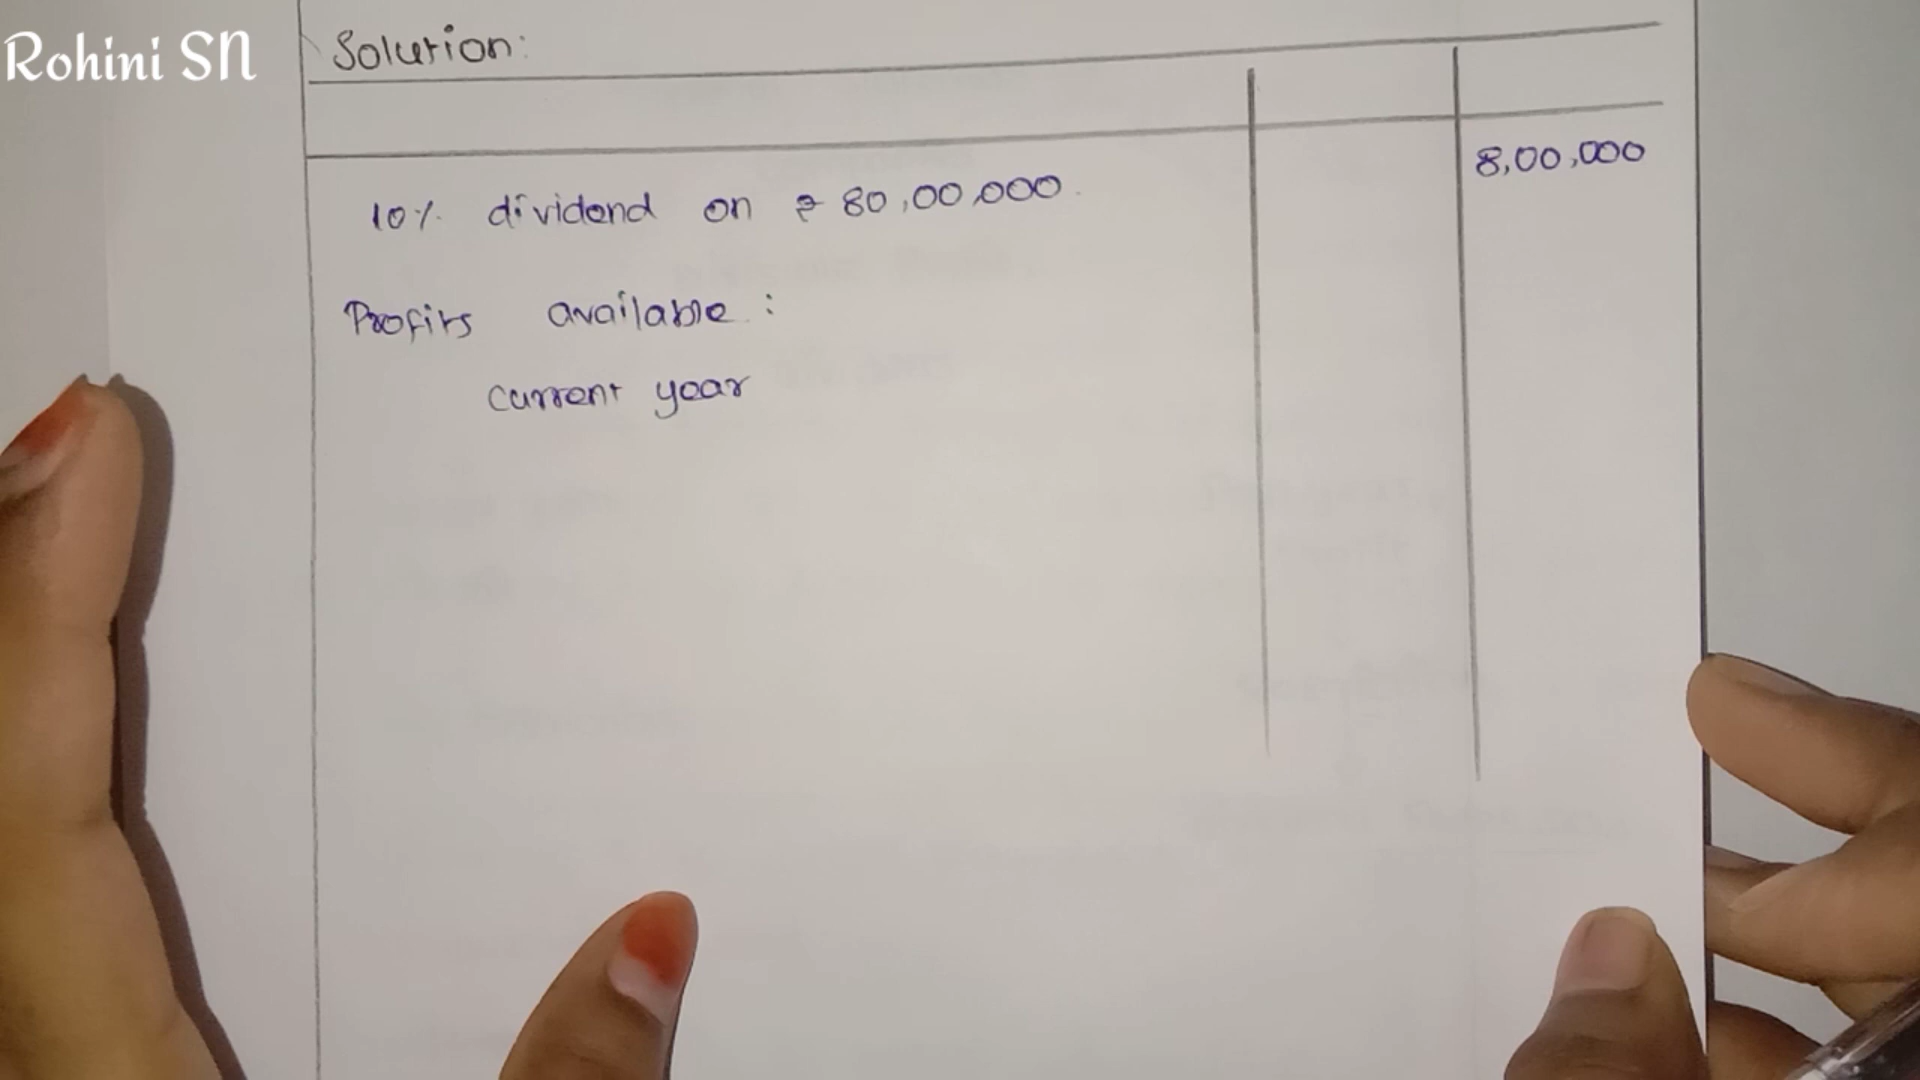 Rohini SN
Solution:
10% dividend on ₹ 80,00,000. 8,00,000
Profits available :
current year